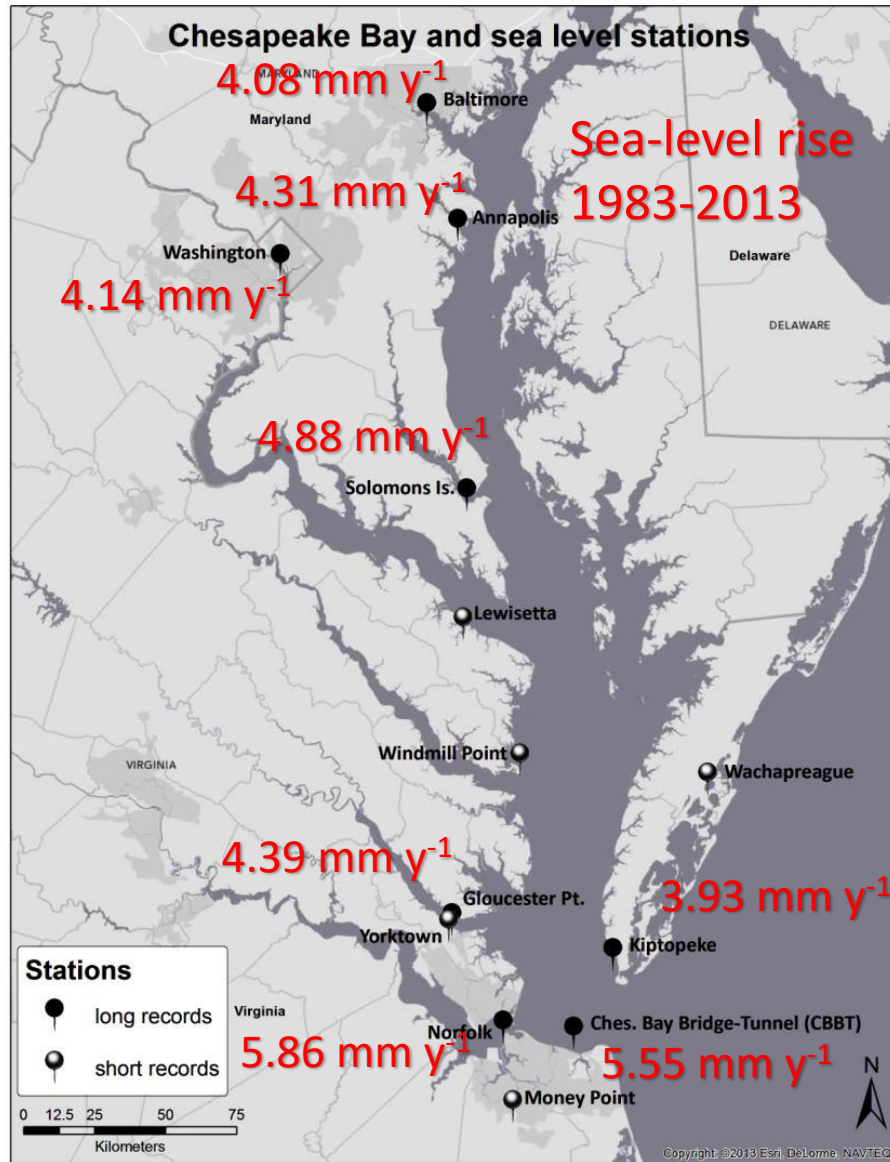 Chesapeake Bay and sea level stations
MARYLAND
4.08 mm y⁻¹
Baltimore
Maryland
Sea-level rise
1983-2013
4.31 mm y⁻¹
Annapolis
Washington
Delaware
4.14 mm y⁻¹
DELAWARE
4.88 mm y⁻¹
Solomons Is.
Lewisetta
Windmill Point
VIRGINIA
Wachapreague
4.39 mm y⁻¹
Gloucester Pt.
3.93 mm y⁻¹
Yorktown
Kiptopeke
Stations
long records
short records
Virginia
Norfolk
Ches. Bay Bridge-Tunnel (CBBT)
5.86 mm y⁻¹
5.55 mm y⁻¹
Money Point
N
0 12.5 25 50 75
Kilometers
Copyright: ©2013 Esri, DeLorme, NAVTEQ